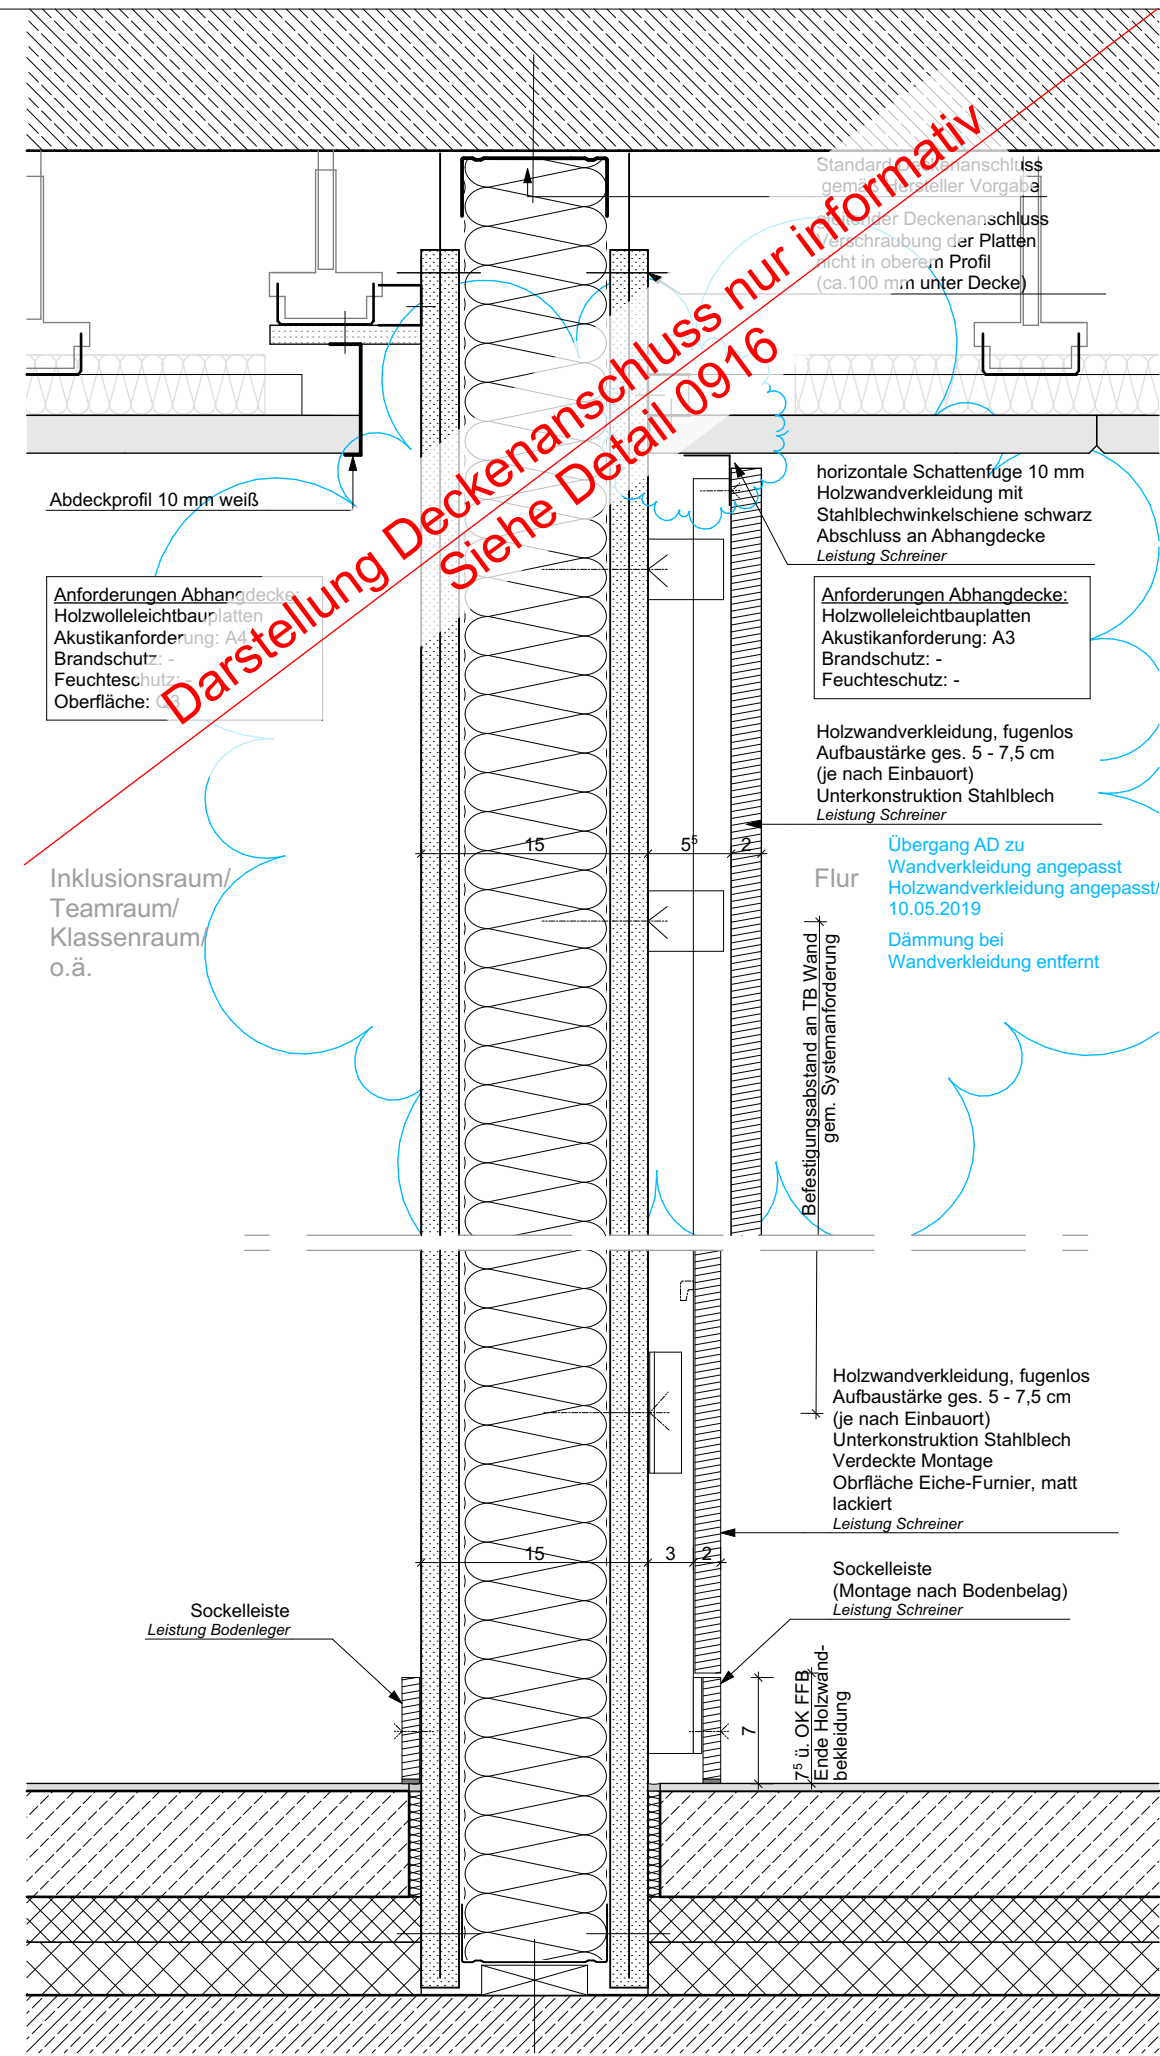 Standard Deckenanschluss
gemäß Hersteller Vorgabe
gleitender Deckenanschluss
Verschraubung der Platten
nicht in oberem Profil
(ca.100 mm unter Decke)
Darstellung Deckenanschluss nur informativ
Siehe Detail 0916
Abdeckprofil 10 mm weiß
horizontale Schattenfuge 10 mm
Holzwandverkleidung mit
Stahlblechwinkelschiene schwarz
Abschluss an Abhangdecke
Leistung Schreiner
Anforderungen Abhangdecke:
Holzwolleleichtbauplatten
Akustikanforderung: A4
Brandschutz: -
Feuchteschutz: -
Oberfläche: Q3
Anforderungen Abhangdecke:
Holzwolleleichtbauplatten
Akustikanforderung: A3
Brandschutz: -
Feuchteschutz: -
Holzwandverkleidung, fugenlos
Aufbaustärke ges. 5 - 7,5 cm
(je nach Einbauort)
Unterkonstruktion Stahlblech
Leistung Schreiner
15
5⁵
2
Inklusionsraum/
Teamraum/
Klassenraum/
o.ä.
Flur
Übergang AD zu
Wandverkleidung angepasst
Holzwandverkleidung angepasst/
10.05.2019
Dämmung bei
Wandverkleidung entfernt
Befestigungsabstand an TB Wand
gem. Systemanforderung
Holzwandverkleidung, fugenlos
Aufbaustärke ges. 5 - 7,5 cm
(je nach Einbauort)
Unterkonstruktion Stahlblech
Verdeckte Montage
Obrfläche Eiche-Furnier, matt
lackiert
Leistung Schreiner
15
3
2
Sockelleiste
(Montage nach Bodenbelag)
Leistung Schreiner
Sockelleiste
Leistung Bodenleger
7
7⁵ ü. OK FFB
Ende Holzwand-
bekleidung